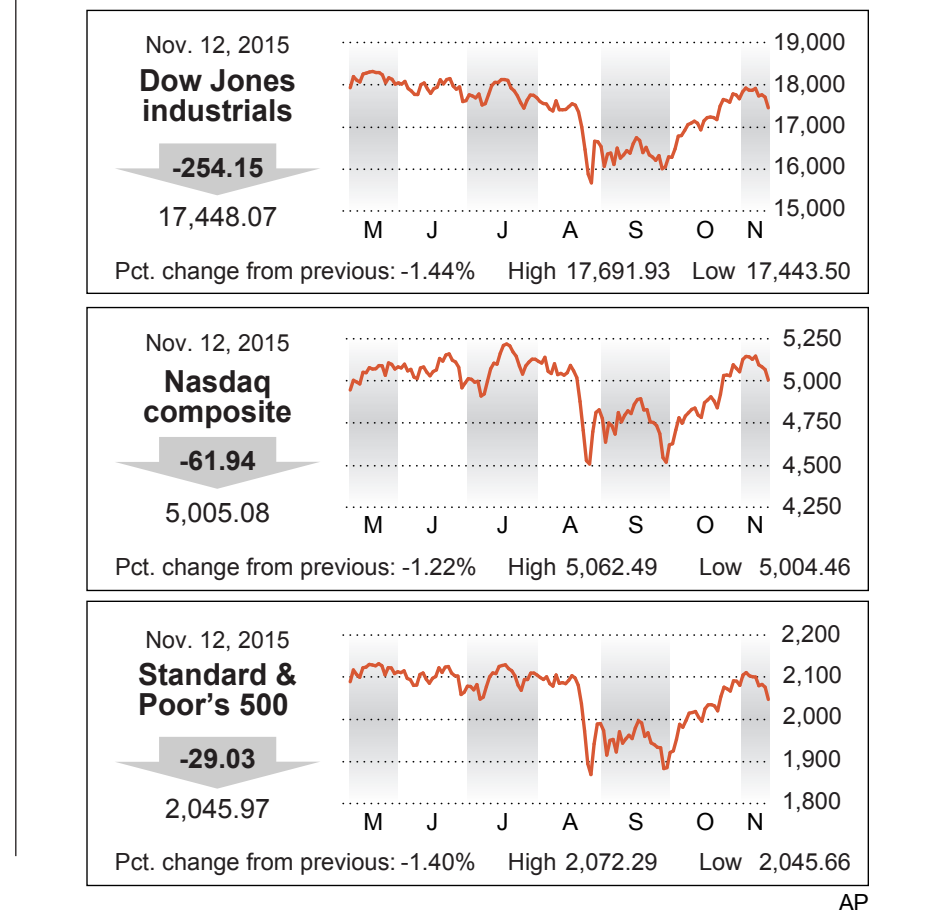 Nov. 12, 2015
Dow Jones
industrials
-254.15
17,448.07
19,000
18,000
17,000
16,000
15,000
M J J A S O N
Pct. change from previous: -1.44% High 17,691.93 Low 17,443.50
Nov. 12, 2015
Nasdaq
composite
-61.94
5,005.08
5,250
5,000
4,750
4,500
4,250
M J J A S O N
Pct. change from previous: -1.22% High 5,062.49 Low 5,004.46
Nov. 12, 2015
Standard &
Poor's 500
-29.03
2,045.97
2,200
2,100
2,000
1,900
1,800
M J J A S O N
Pct. change from previous: -1.40% High 2,072.29 Low 2,045.66
AP